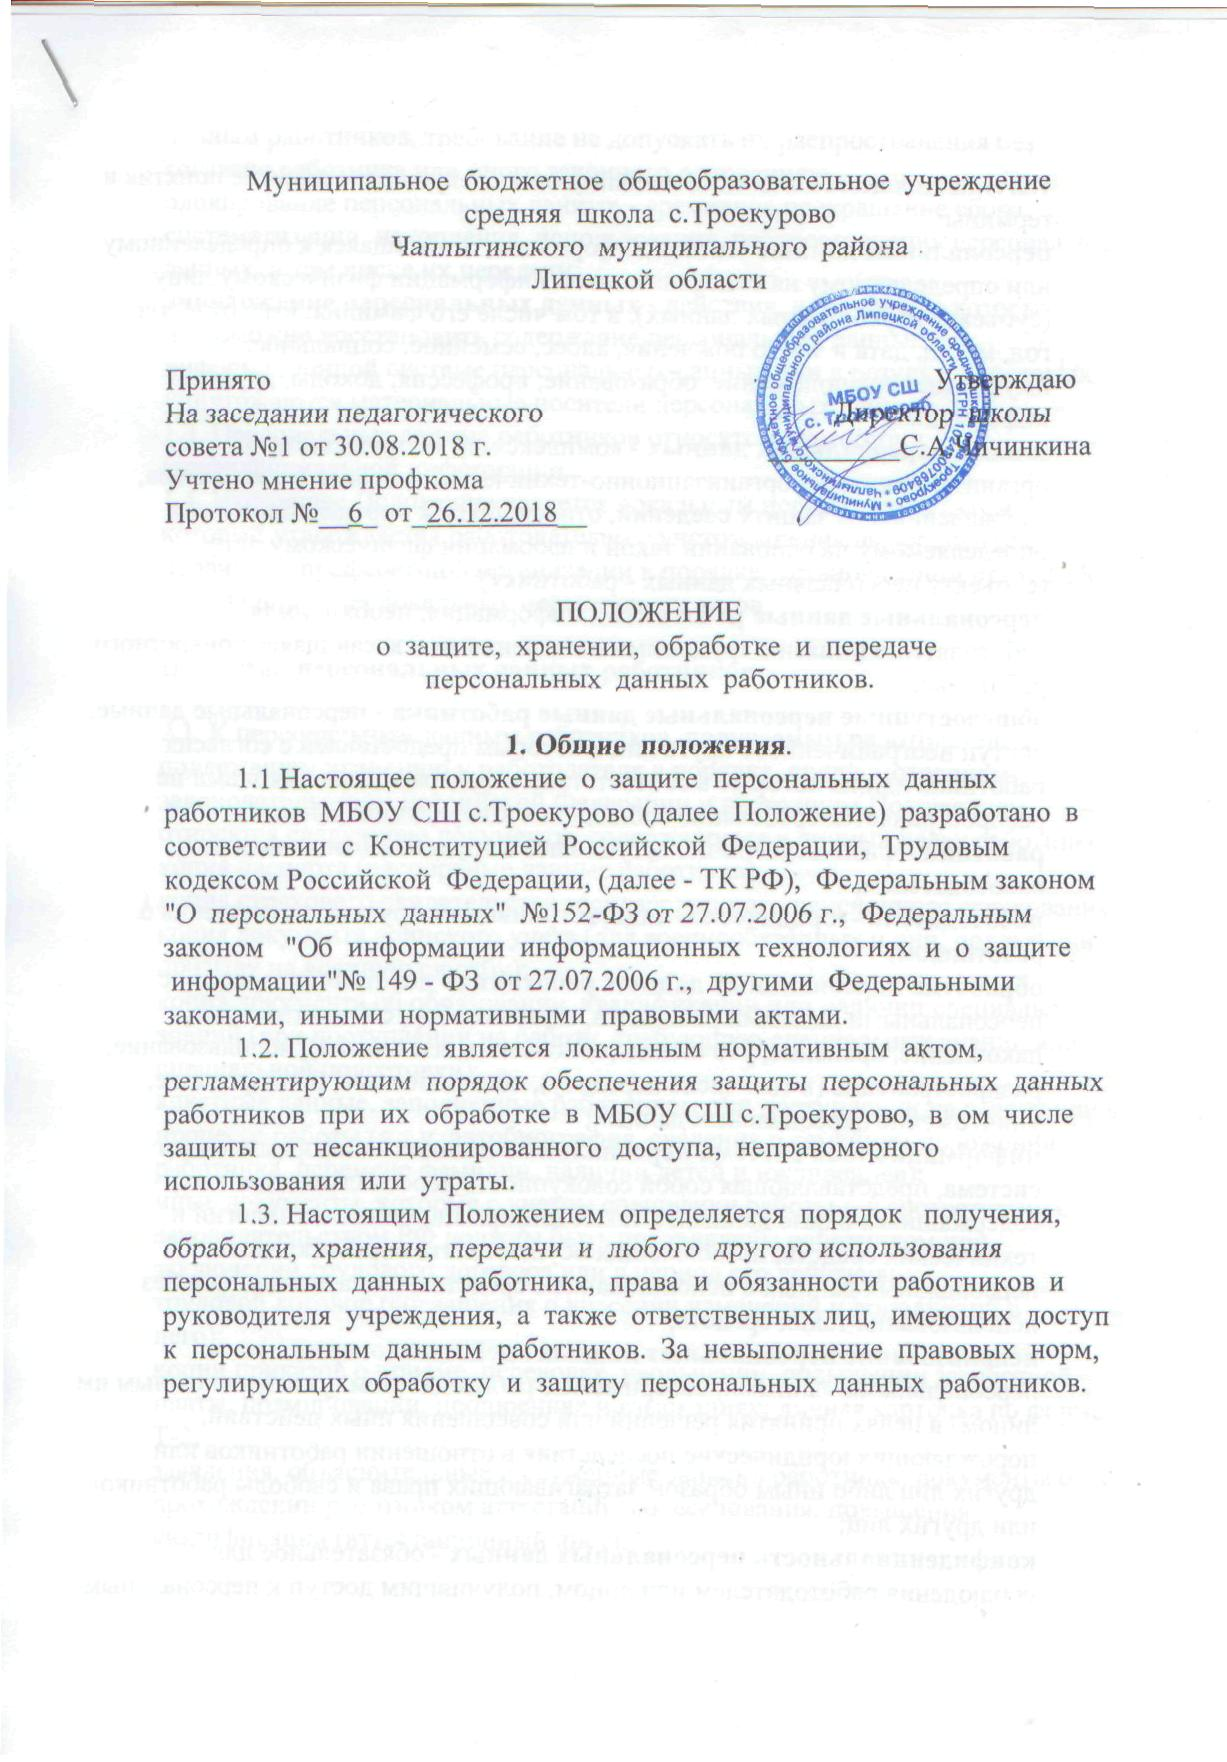 Муниципальное бюджетное общеобразовательное учреждение
средняя школа с.Троекурово
Чаплыгинского муниципального района .
Липецкой области
Принято
На заседании педагогического
совета №1 от 30.08.2018 г.
Учтено мнение профкома
Протокол № 6 от 26.12.2018
Утверждаю
Директор школы
С.А.Чичинкина
МБОУ СШ
с. Троекурово
ПОЛОЖЕНИЕ
о защите, хранении, обработке и передаче
персональных данных работников.
1. Общие положения.
1.1 Настоящее положение о защите персональных данных
работников МБОУ СШ с.Троекурово (далее Положение) разработано в
соответствии с Конституцией Российской Федерации, Трудовым
кодексом Российской Федерации, (далее - ТК РФ), Федеральным законом
"О персональных данных" №152-ФЗ от 27.07.2006 г., Федеральным
законом "Об информации информационных технологиях и о защите
информации"№ 149 - ФЗ от 27.07.2006 г., другими Федеральными
законами, иными нормативными правовыми актами.
1.2. Положение является локальным нормативным актом,
регламентирующим порядок обеспечения защиты персональных данных
работников при их обработке в МБОУ СШ с.Троекурово, в ом числе
защиты от несанкционированного доступа, неправомерного
использования или утраты.
1.3. Настоящим Положением определяется порядок получения,
обработки, хранения, передачи и любого другого использования
персональных данных работника, права и обязанности работников и
руководителя учреждения, а также ответственных лиц, имеющих доступ
к персональным данным работников. За невыполнение правовых норм,
регулирующих обработку и защиту персональных данных работников.